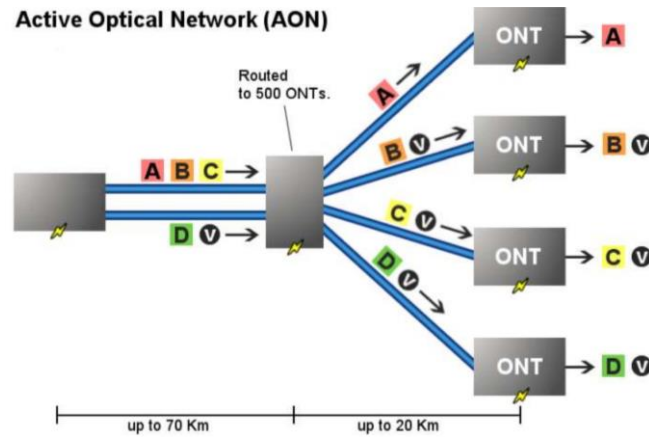 Active Optical Network (AON)
Routed
to 500 ONTs.
A B C
D V
A
B V
C V
D V
ONT
A
ONT
B V
ONT
C V
ONT
D V
up to 70 Km
up to 20 Km